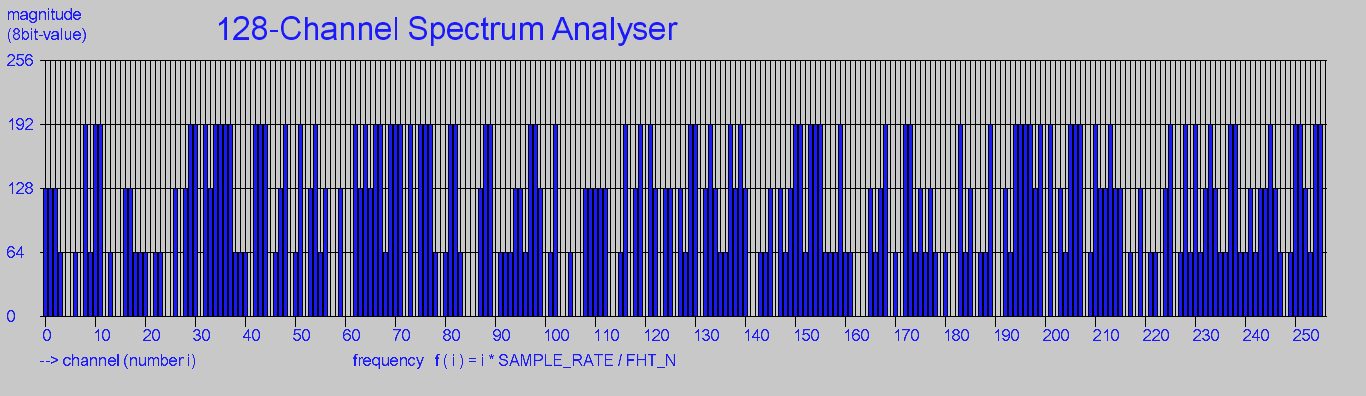 magnitude
(8bit-value)
128-Channel Spectrum Analyser
256
192
128
64
0
0 10 20 30 40 50 60 70 80 90 100 110 120 130 140 150 160 170 180 190 200 210 220 230 240 250
--> channel (number i) frequency f ( i ) = i * SAMPLE_RATE / FHT_N